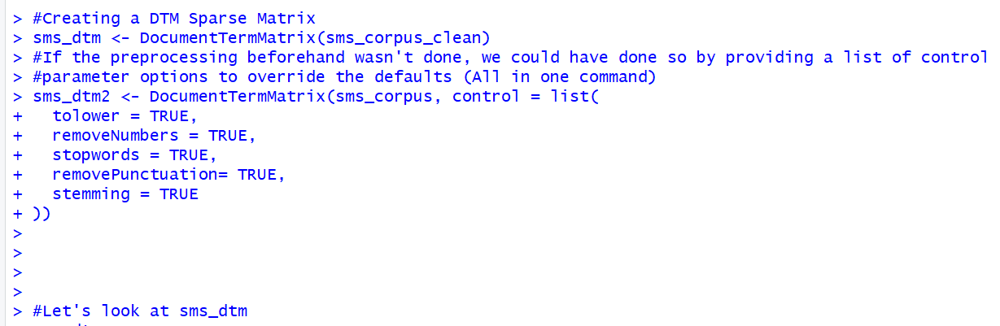 > #Creating a DTM Sparse Matrix
> sms_dtm <- DocumentTermMatrix(sms_corpus_clean)
> #If the preprocessing beforehand wasn't done, we could have done so by providing a list of control
> #parameter options to override the defaults (All in one command)
> sms_dtm2 <- DocumentTermMatrix(sms_corpus, control = list(
+   tolower = TRUE,
+   removeNumbers = TRUE,
+   stopwords = TRUE,
+   removePunctuation= TRUE,
+   stemming = TRUE
+ ))
>
>
>
>
> #Let's look at sms_dtm